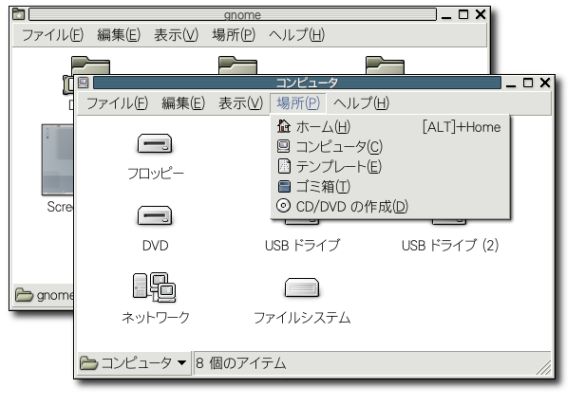 gnome
ファイル(F) 編集(E) 表示(V) 場所(P) ヘルプ(H)
コンピュータ
ファイル(F) 編集(E) 表示(V) 場所(P) ヘルプ(H)
ホーム(H) [ALT]+Home
コンピュータ(C)
テンプレート(E)
ゴミ箱(T)
CD/DVD の作成(D)
フロッピー
DVD USB ドライブ USB ドライブ (2)
ネットワーク ファイルシステム
gnome
コンピュータ 8 個のアイテム